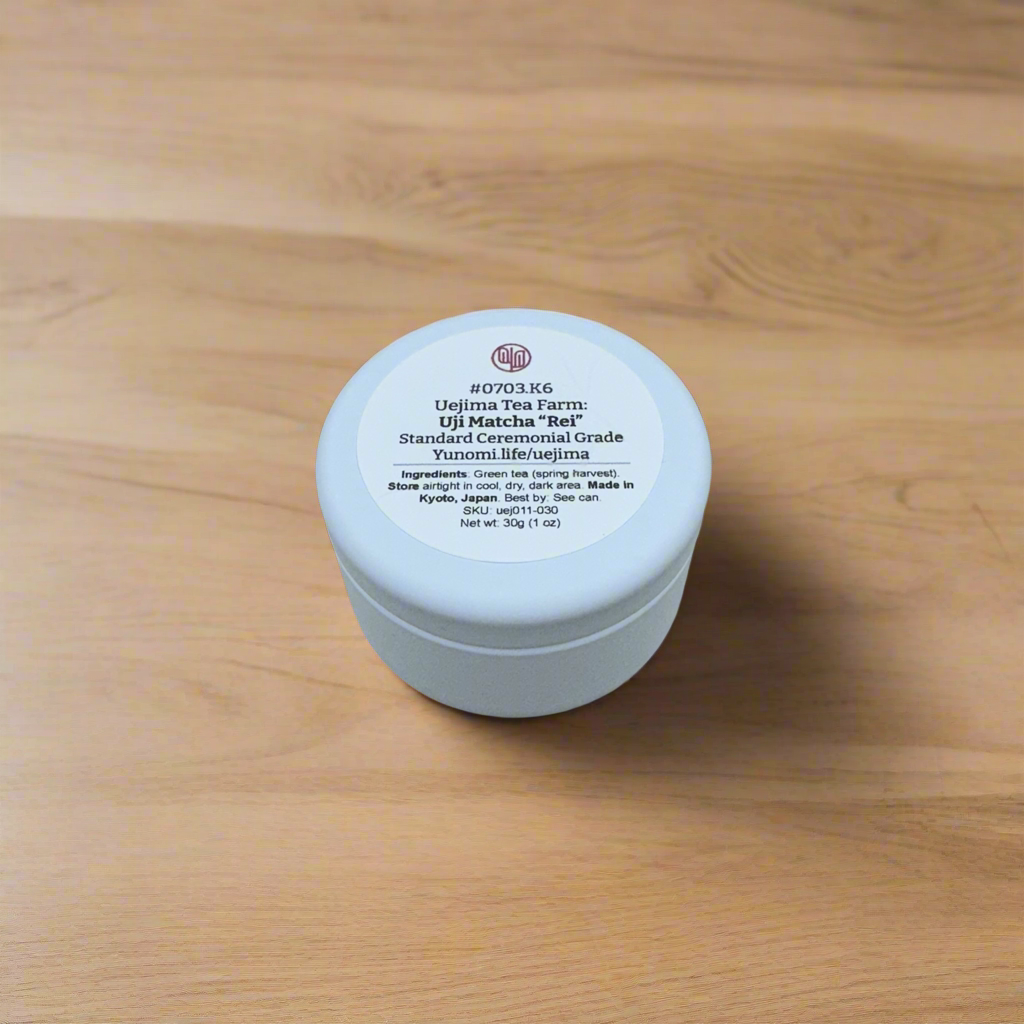 #0703.K6
Uejima Tea Farm:
Uji Matcha “Rei”
Standard Ceremonial Grade
Yunomi.life/uejima
Ingredients: Green tea (spring harvest).
Store airtight in cool, dry, dark area. Made in
Kyoto, Japan. Best by: See can.
SKU: uej011-030
Net wt: 30g (1 oz)